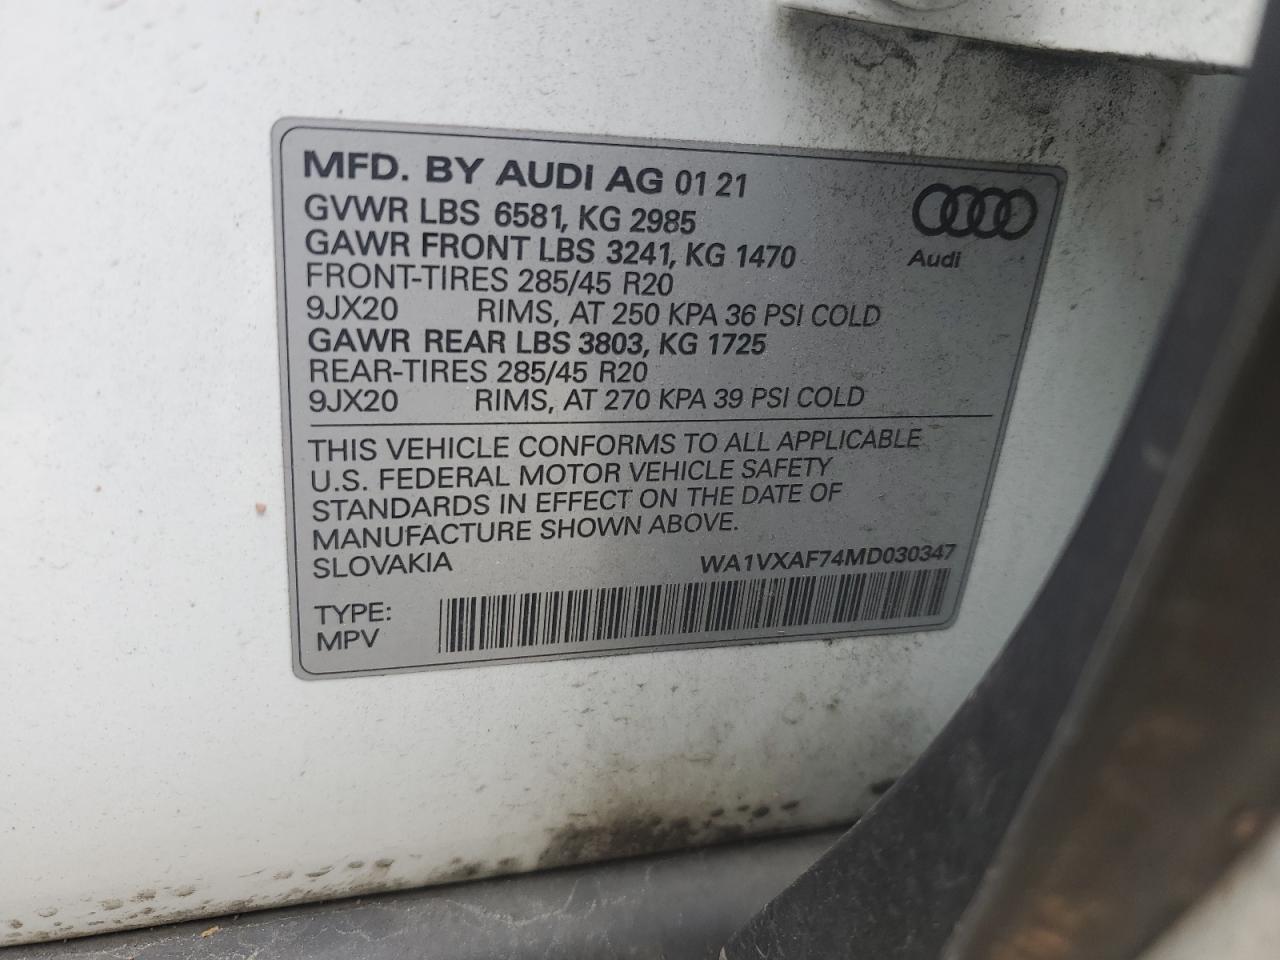 MFD. BY AUDI AG 01 21
GVWR LBS 6581, KG 2985
GAWR FRONT LBS 3241, KG 1470
Audi
FRONT-TIRES 285/45 R20
9JX20 RIMS, AT 250 KPA 36 PSI COLD
GAWR REAR LBS 3803, KG 1725
REAR-TIRES 285/45 R20
9JX20 RIMS, AT 270 KPA 39 PSI COLD
THIS VEHICLE CONFORMS TO ALL APPLICABLE
U.S. FEDERAL MOTOR VEHICLE SAFETY
STANDARDS IN EFFECT ON THE DATE OF
MANUFACTURE SHOWN ABOVE.
SLOVAKIA WA1VXAF74MD030347
TYPE:
MPV